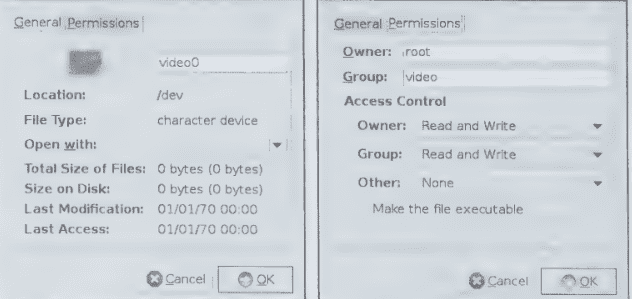 General Permissions
video0
Location: /dev
File Type: character device
Open with:
Total Size of Files: 0 bytes (0 bytes)
Size on Disk: 0 bytes (0 bytes)
Last Modification: 01/01/70 00:00
Last Access: 01/01/70 00:00
Cancel OK
General Permissions
Owner: root
Group: video
Access Control
Owner: Read and Write
Group: Read and Write
Other: None
Make the file executable
Cancel OK